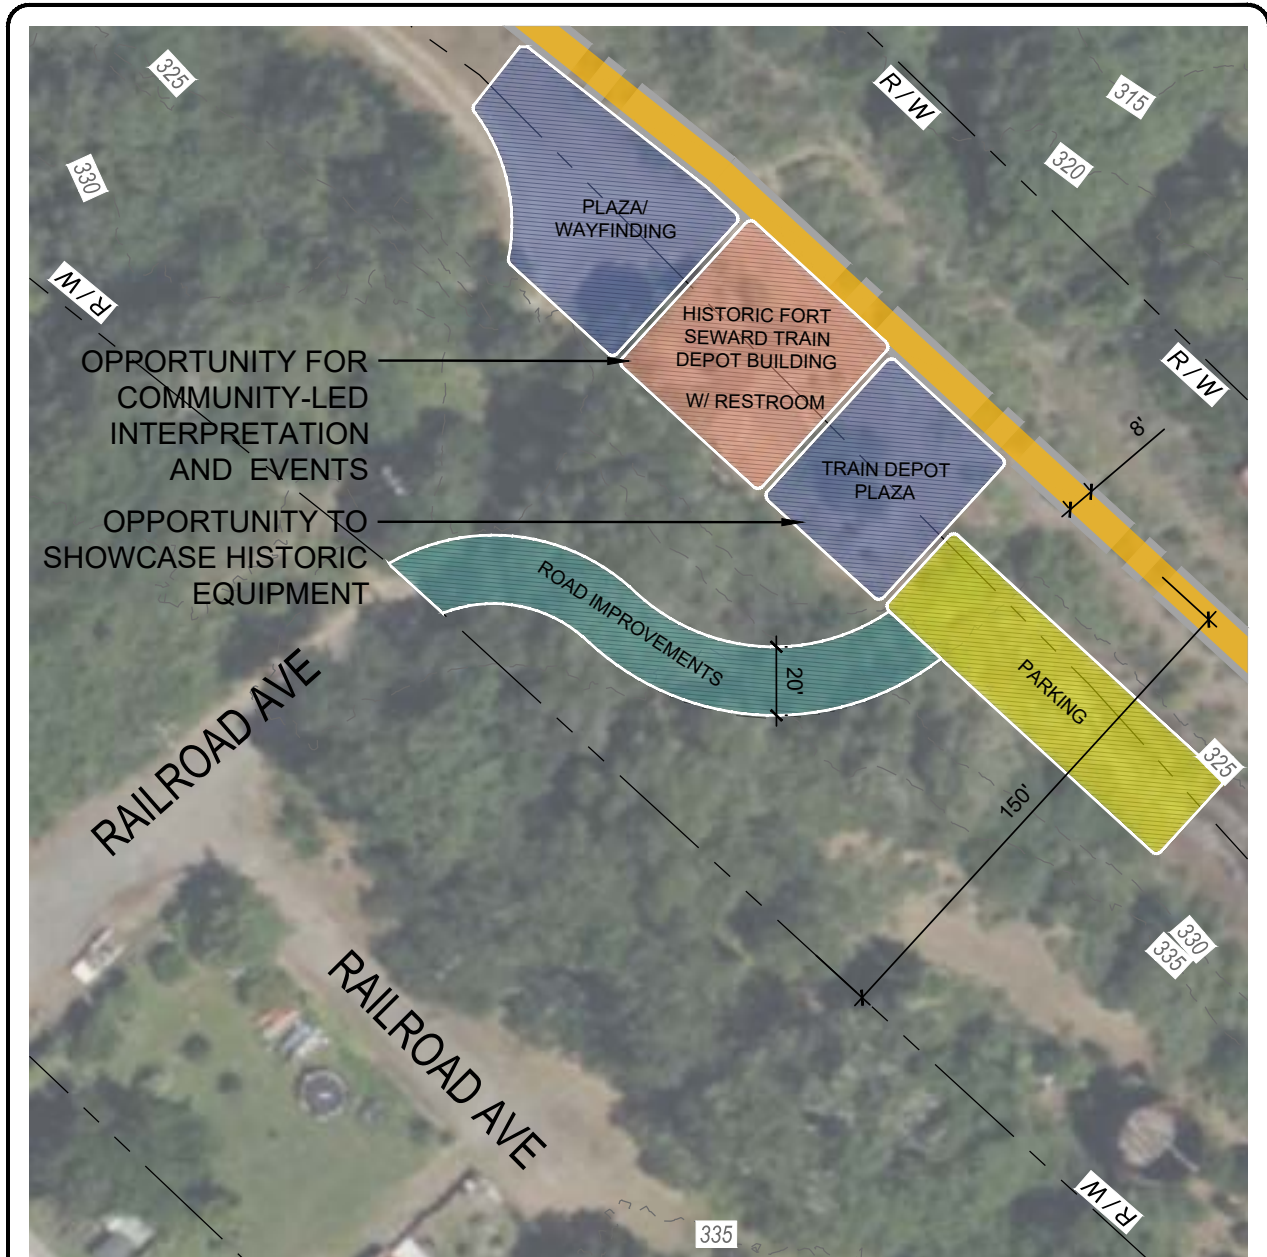 325
R / W
315
330
320
PLAZA/
WAYFINDING
R / W
HISTORIC FORT
SEWARD TRAIN
DEPOT BUILDING
W/ RESTROOM
R / W
OPPORTUNITY FOR
COMMUNITY-LED
INTERPRETATION
AND EVENTS
8'
TRAIN DEPOT
PLAZA
OPPORTUNITY TO
SHOWCASE HISTORIC
EQUIPMENT
ROAD IMPROVEMENTS
20'
PARKING
RAILROAD AVE
325
150'
330
335
RAILROAD AVE
R / W
335